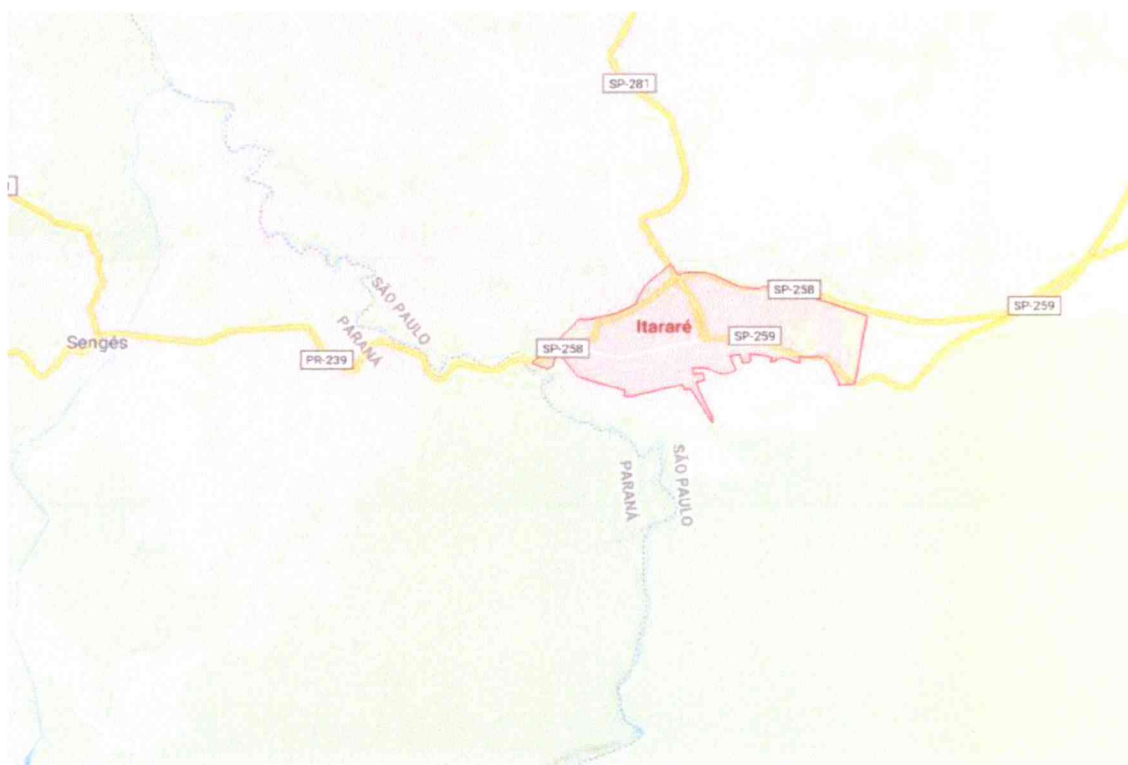 SP-281
SÃO PAULO
PARANÁ
SP-258
SP-259
Itararé
SP-258
SP-259
Sengés
PR-239
SÃO PAULO
PARANÁ